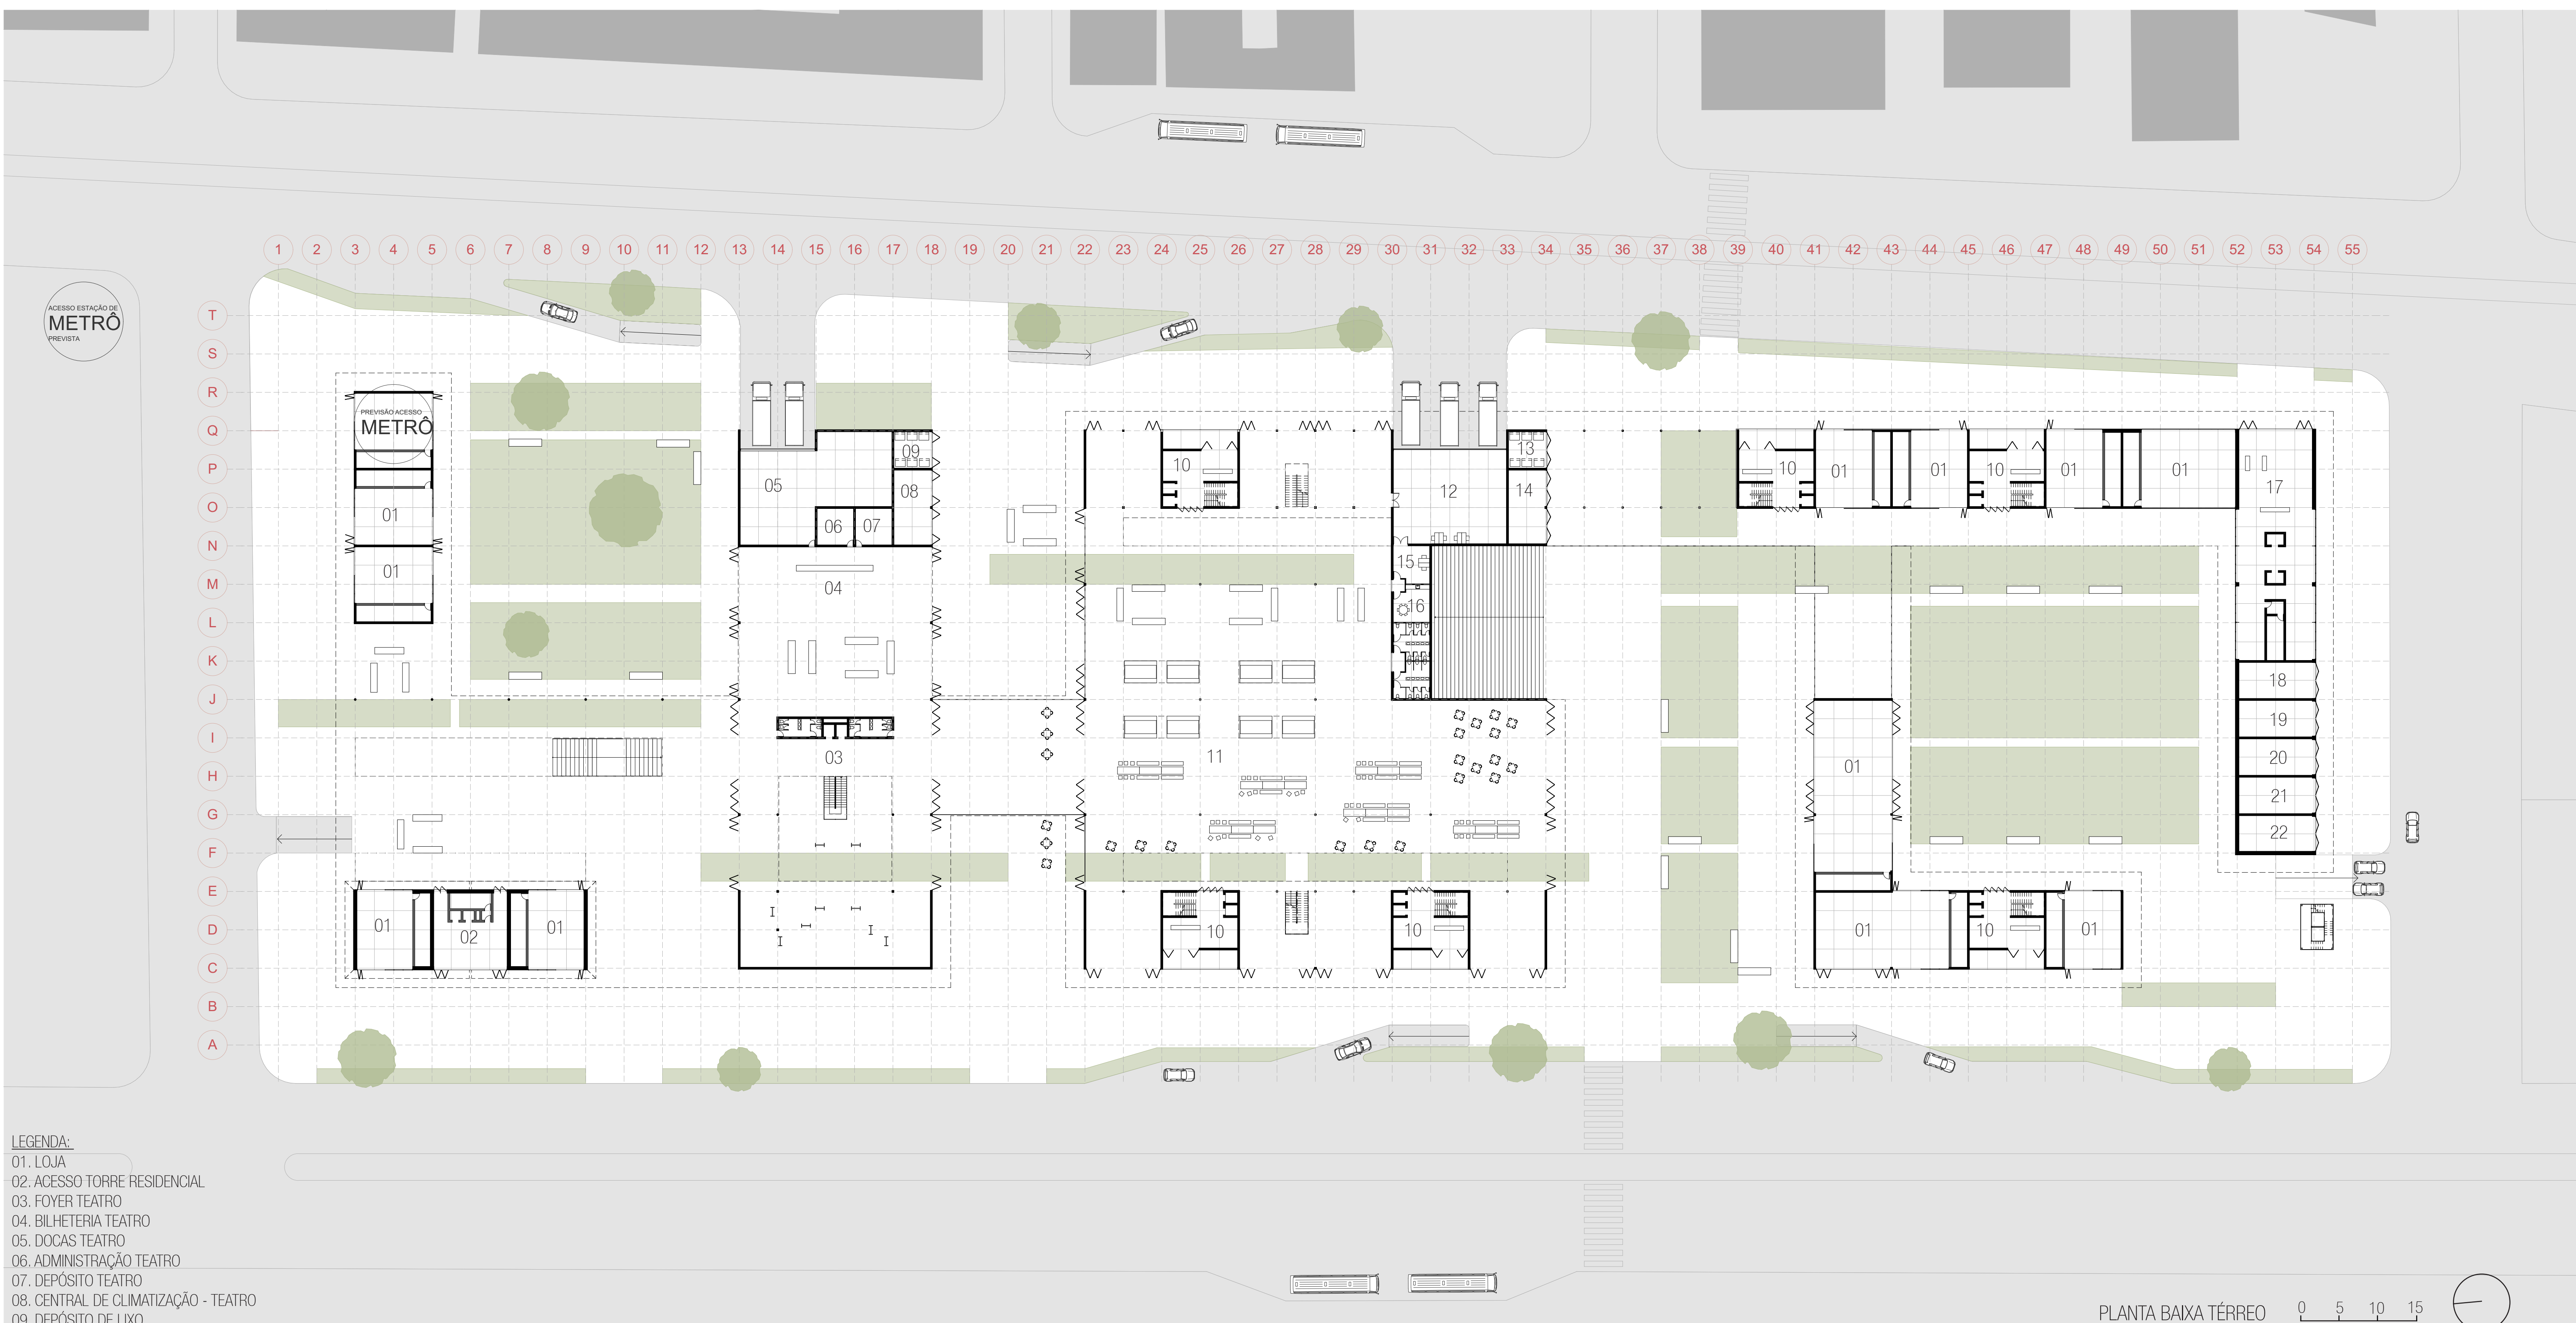 1 2 3 4 5 6 7 8 9 10 11 12 13 14 15 16 17 18 19 20 21 22 23 24 25 26 27 28 29 30 31 32 33 34 35 36 37 38 39 40 41 42 43 44 45 46 47 48 49 50 51 52 53 54 55
ACESSO ESTAÇÃO DE
METRÔ
PREVISTA
T
S
R
PREVISÃO ACESSO
METRÔ
Q
09 13
P
10 10 01 01 10 01 01
05 08 12 14 17
O
01 06 07
N
15
01 04
M
16
L
K
18
J
19
I
03 11 20
01
H
21
G
22
F
E
01 02 01 10 10 01 10 01
D
C
B
A
LEGENDA:
01. LOJA
02. ACESSO TORRE RESIDENCIAL
03. FOYER TEATRO
04. BILHETERIA TEATRO
05. DOCAS TEATRO
06. ADMINISTRAÇÃO TEATRO
07. DEPÓSITO TEATRO
08. CENTRAL DE CLIMATIZAÇÃO - TEATRO
09. DEPÓSITO DE LIXO
PLANTA BAIXA TÉRREO 0 5 10 15